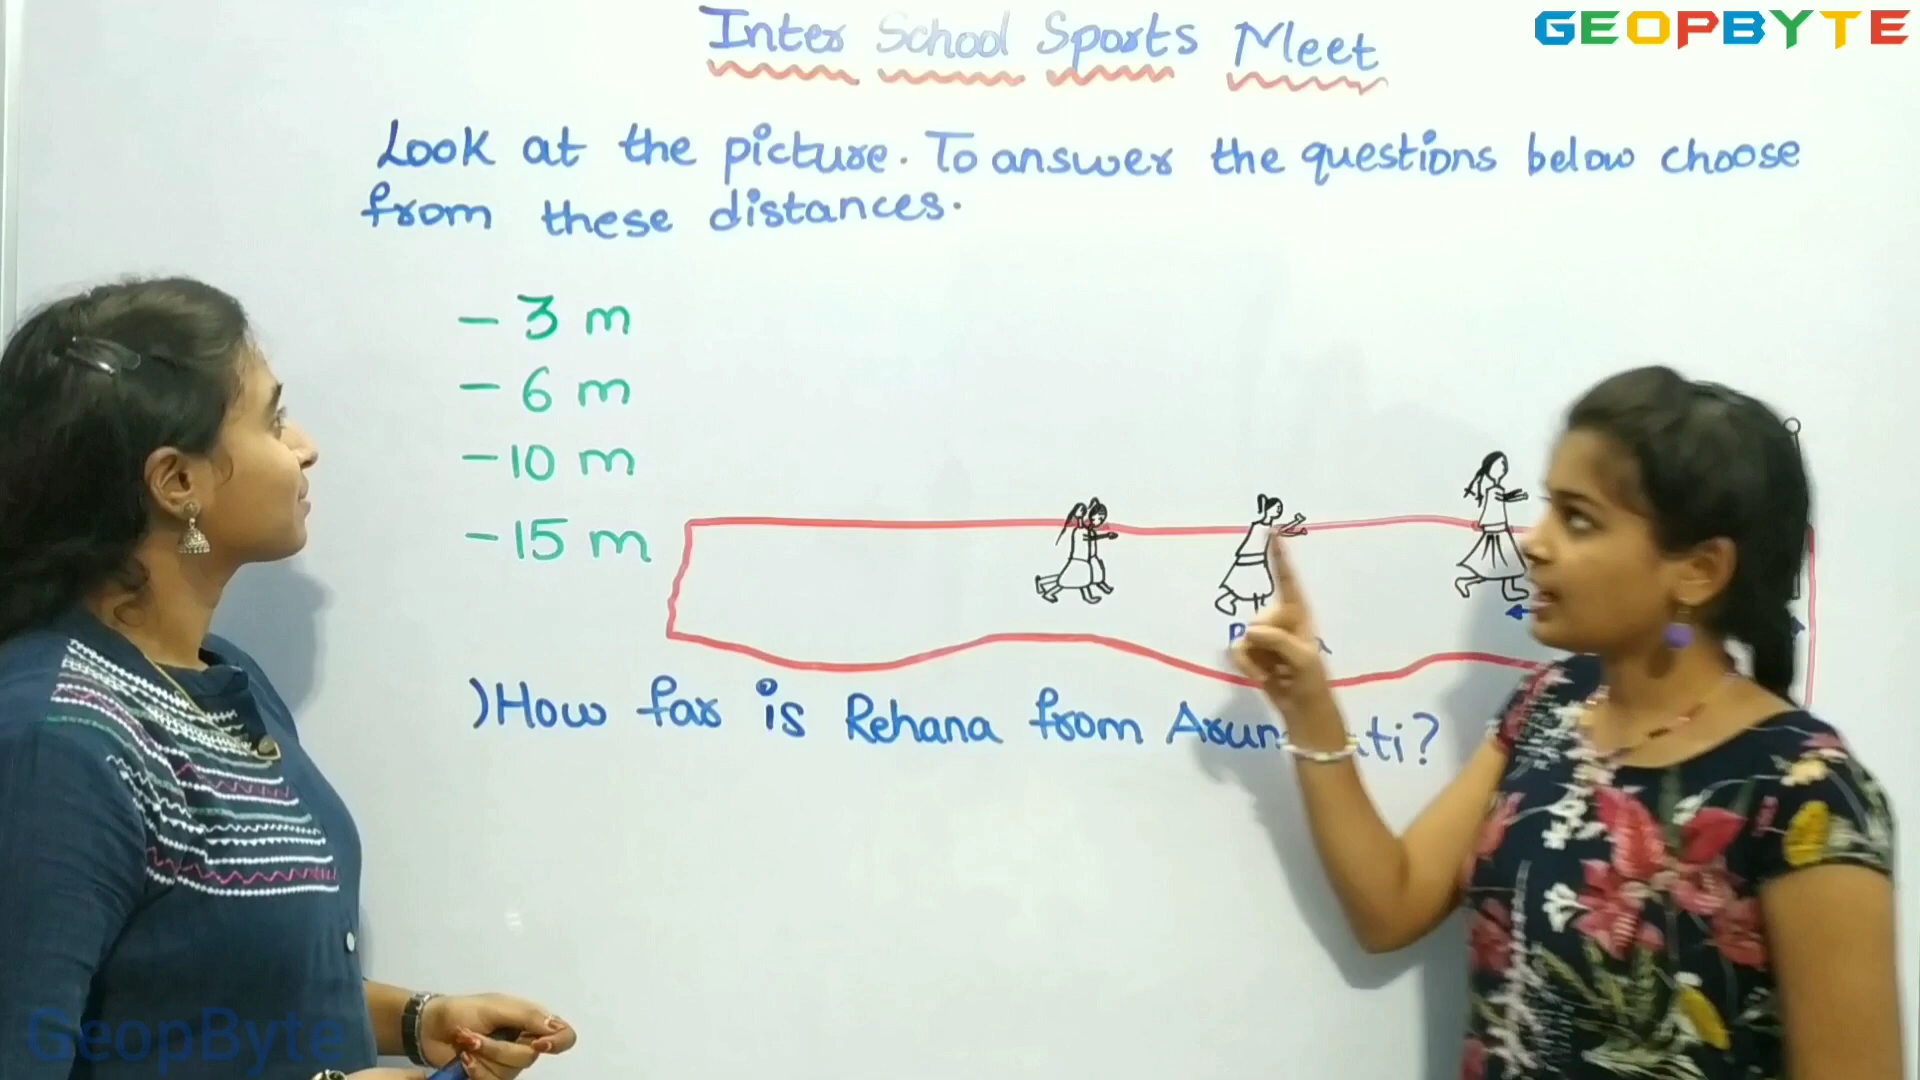 GEOPBYTE
Inter School Sports Meet
Look at the picture. To answer the questions below choose
from these distances.
- 3 m
- 6 m
- 10 m
- 15 m
)How far is Rehana from
GeopByte